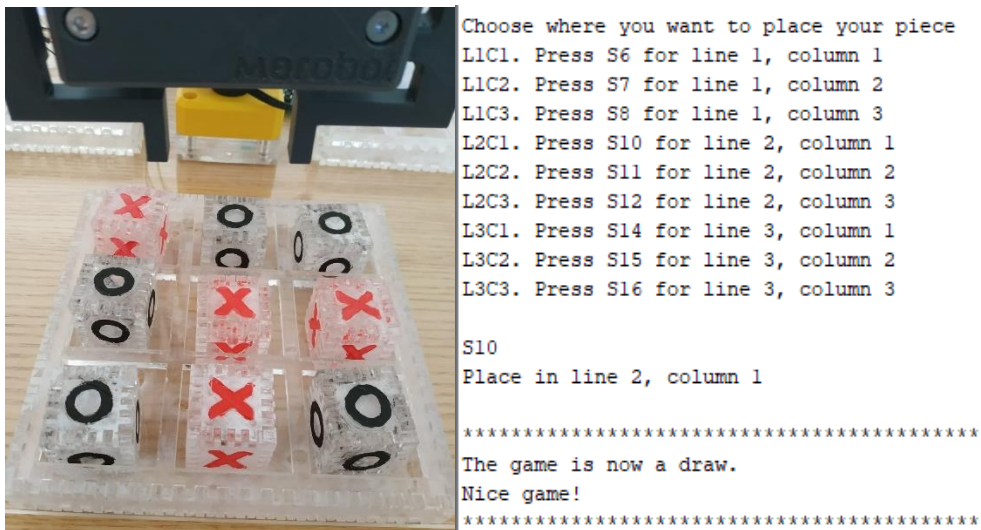 Merobot
X O O
O X X
O X O
Choose where you want to place your piece
L1C1. Press S6 for line 1, column 1
L1C2. Press S7 for line 1, column 2
L1C3. Press S8 for line 1, column 3
L2C1. Press S10 for line 2, column 1
L2C2. Press S11 for line 2, column 2
L2C3. Press S12 for line 2, column 3
L3C1. Press S14 for line 3, column 1
L3C2. Press S15 for line 3, column 2
L3C3. Press S16 for line 3, column 3
S10
Place in line 2, column 1
*******************************************
The game is now a draw.
Nice game!
*******************************************